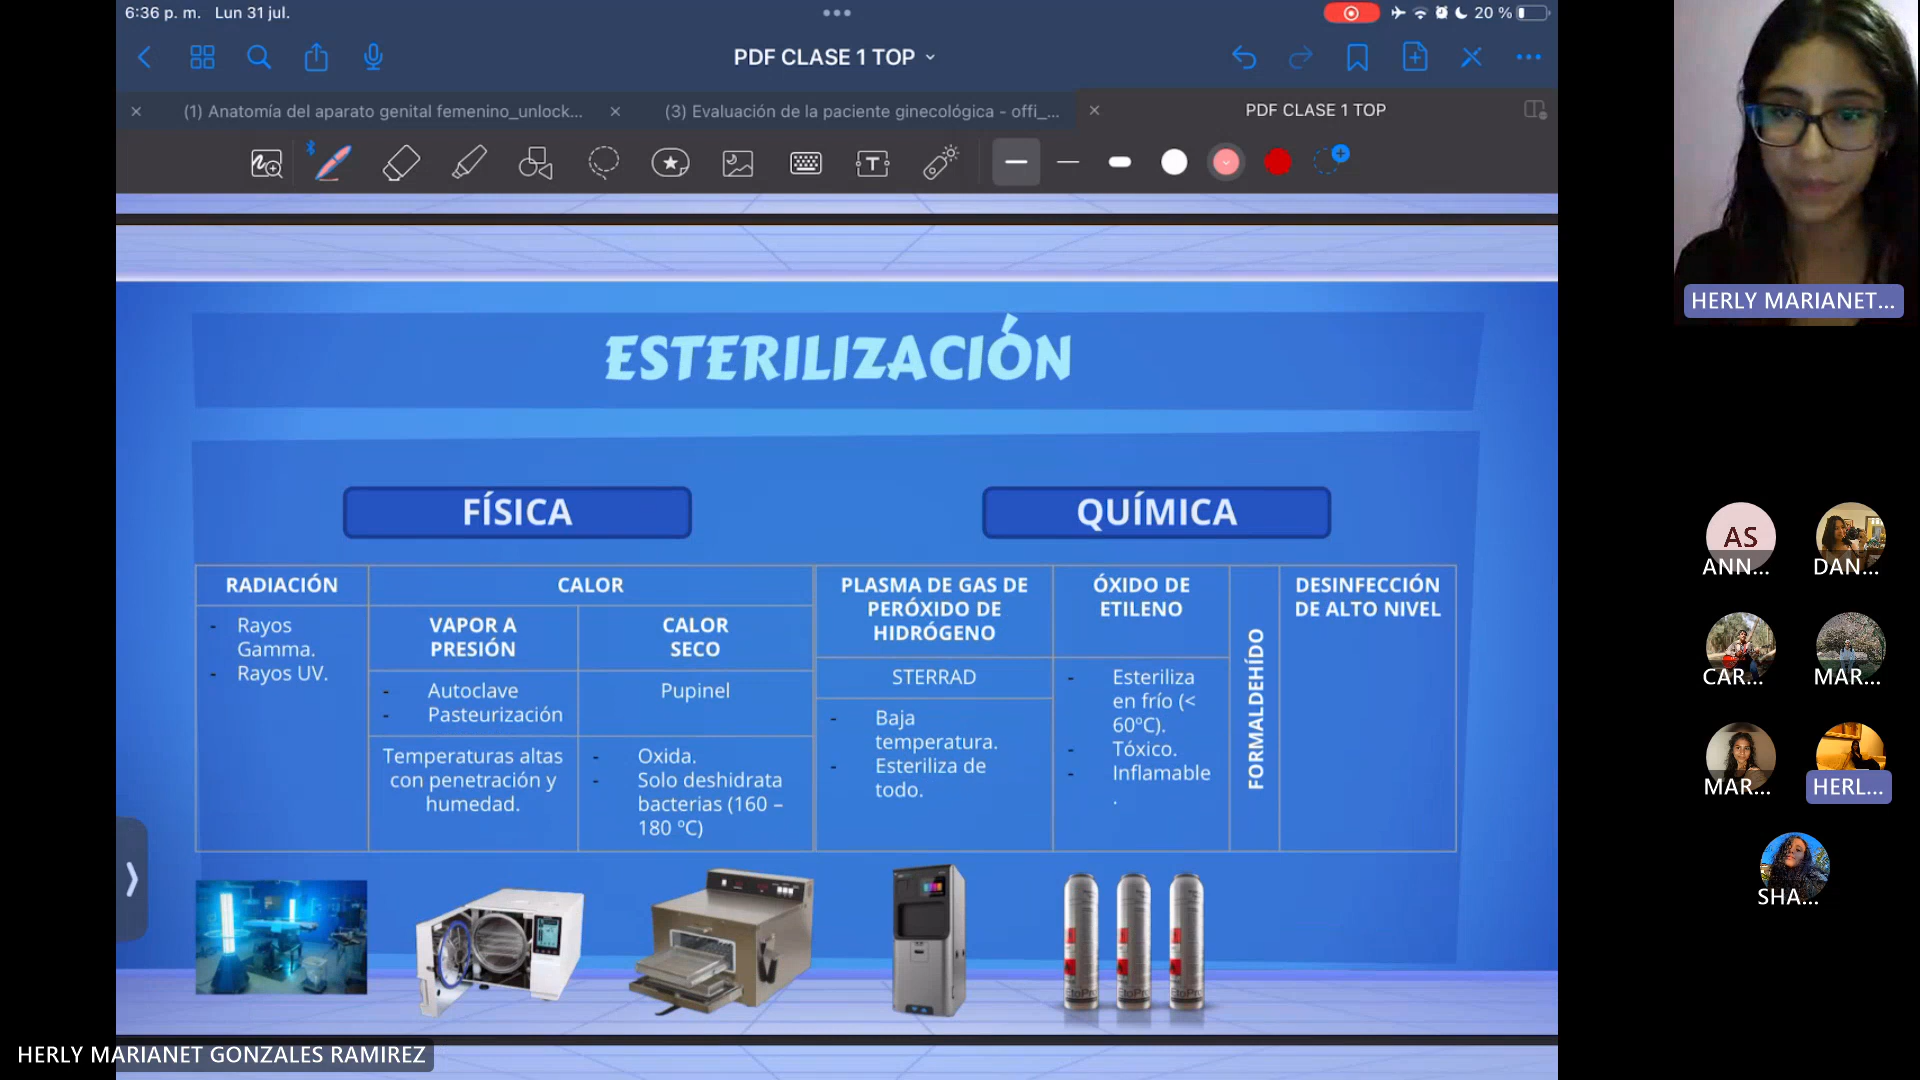 6:36 p. m. Lun 31 jul.
20 %
PDF CLASE 1 TOP
(1) Anatomía del aparato genital femenino_unlock...
(3) Evaluación de la paciente ginecológica - offi_...
PDF CLASE 1 TOP
HERLY MARIANET...
ESTERILIZACIÓN
FÍSICA
QUÍMICA
RADIACIÓN
- Rayos
Gamma.
- Rayos UV.
CALOR
VAPOR A
PRESIÓN
- Autoclave
- Pasteurización
Temperaturas altas
con penetración y
humedad.
CALOR
SECO
Pupinel
- Oxida.
- Solo deshidrata
bacterias (160 –
180 ºC)
PLASMA DE GAS DE
PERÓXIDO DE
HIDRÓGENO
STERRAD
- Baja
temperatura.
- Esteriliza de
todo.
ÓXIDO DE
ETILENO
- Esteriliza
en frío (<
60ºC).
- Tóxico.
- Inflamable
.
FORMALDEHÍDO
DESINFECCIÓN
DE ALTO NIVEL
AS
ANN...
DAN...
CAR...
MAR...
MAR...
HERL...
SHA...
HERLY MARIANET GONZALES RAMIREZ